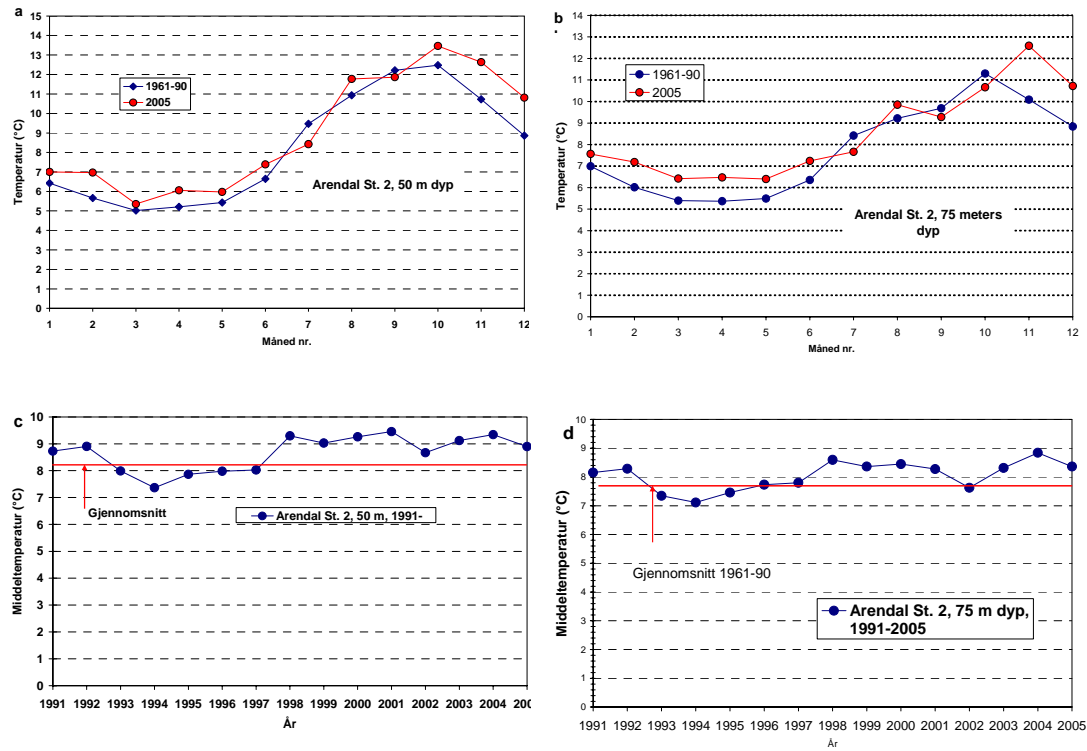 a
Temperatur (°C)
15
14
13
12
11
10
9
8
7
6
5
4
3
2
1
0
1961-90
2005
Arendal St. 2, 50 m dyp
1 2 3 4 5 6 7 8 9 10 11 12
Måned nr.
b
Temperatur (°C)
14
13
12
11
10
9
8
7
6
5
4
3
2
1
0
1961-90
2005
Arendal St. 2, 75 meters
dyp
1 2 3 4 5 6 7 8 9 10 11 12
Måned nr.
c
Middeltemperatur (°C)
10
9
8
7
6
5
4
3
2
1
0
Gjennomsnitt
Arendal St. 2, 50 m, 1991-
1991 1992 1993 1994 1995 1996 1997 1998 1999 2000 2001 2002 2003 2004 200
År
d
Middeltemperatur (°C)
10
9
8
7
6
5
4
3
2
1
0
Gjennomsnitt 1961-90
Arendal St. 2, 75 m dyp,
1991-2005
1991 1992 1993 1994 1995 1996 1997 1998 1999 2000 2001 2002 2003 2004 2005
År